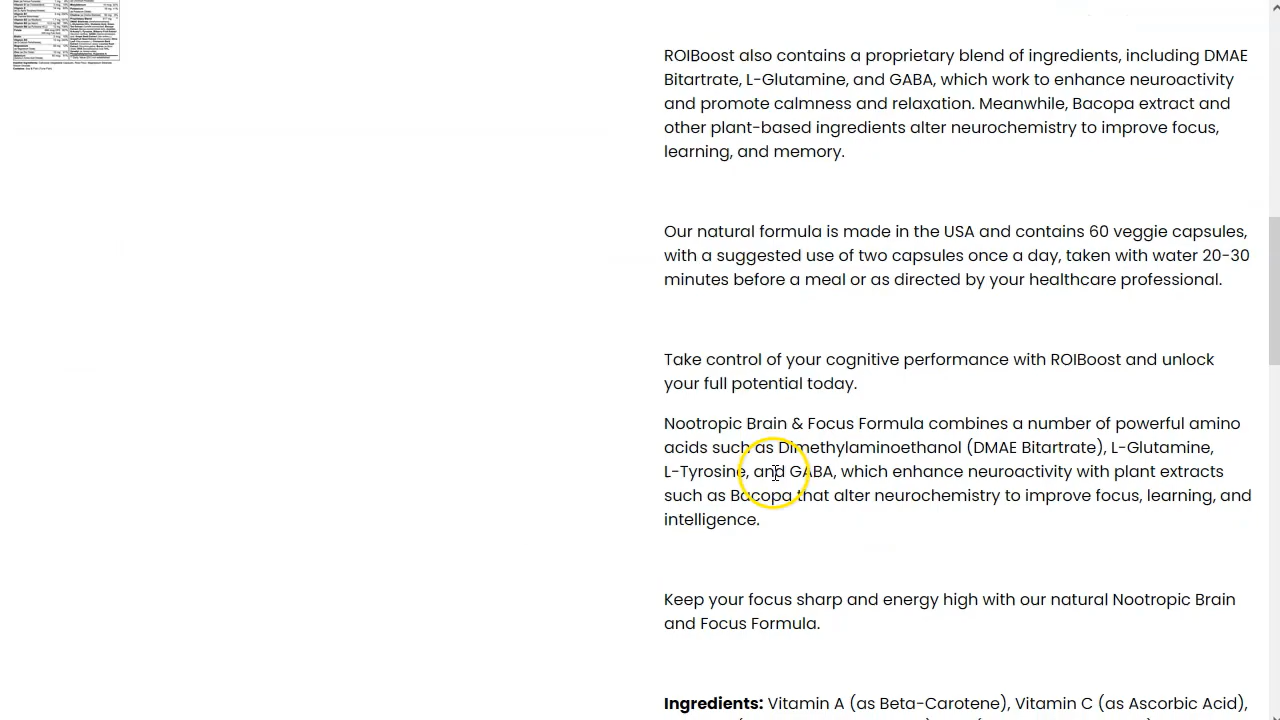 ROIBoost contains a proprietary blend of ingredients, including DMAE
Bitartrate, L-Glutamine, and GABA, which work to enhance neuroactivity
and promote calmness and relaxation. Meanwhile, Bacopa extract and
other plant-based ingredients alter neurochemistry to improve focus,
learning, and memory.
Our natural formula is made in the USA and contains 60 veggie capsules,
with a suggested use of two capsules once a day, taken with water 20-30
minutes before a meal or as directed by your healthcare professional.
Take control of your cognitive performance with ROIBoost and unlock
your full potential today.
Nootropic Brain & Focus Formula combines a number of powerful amino
acids such as Dimethylaminoethanol (DMAE Bitartrate), L-Glutamine,
L-Tyrosine, and GABA, which enhance neuroactivity with plant extracts
such as Bacopa that alter neurochemistry to improve focus, learning, and
intelligence.
Keep your focus sharp and energy high with our natural Nootropic Brain
and Focus Formula.
Ingredients: Vitamin A (as Beta-Carotene), Vitamin C (as Ascorbic Acid),